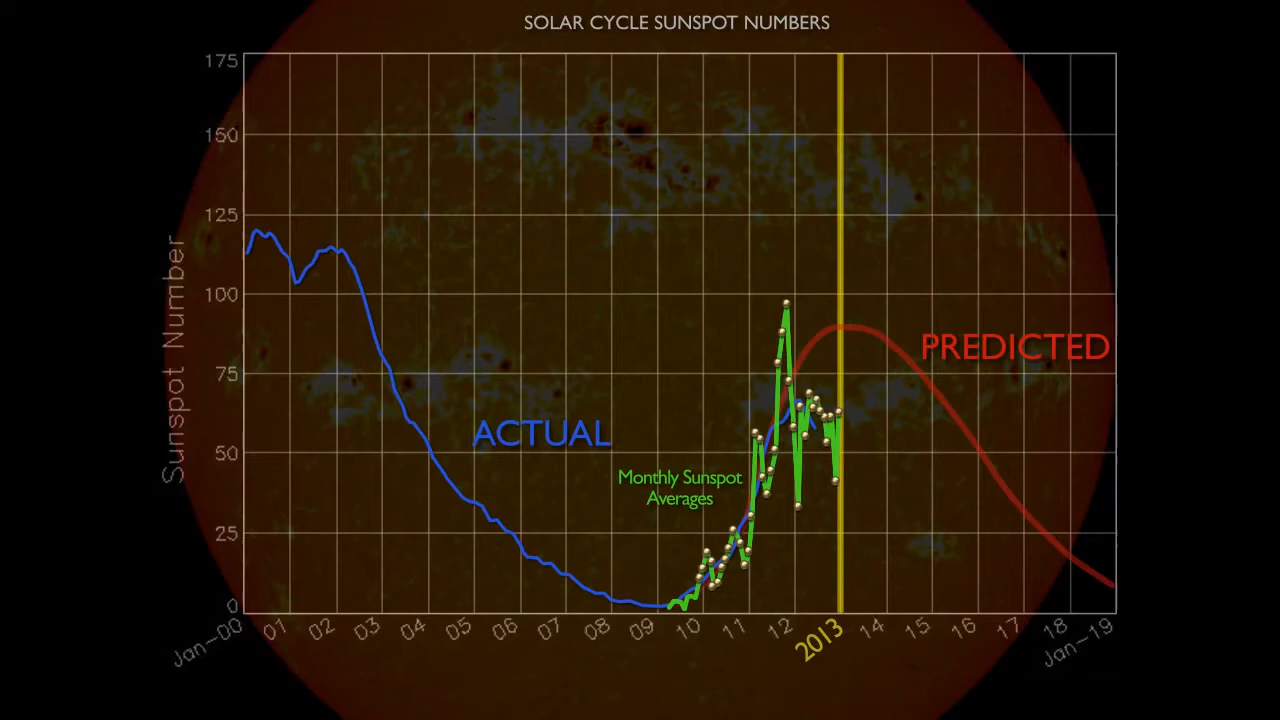 SOLAR CYCLE SUNSPOT NUMBERS
175
150
125
100
75
50
25
0
Sunspot Number
ACTUAL
PREDICTED
Monthly Sunspot
Averages
Jan-00 01 02 03 04 05 06 07 08 09 10 11 12 2013 14 15 16 17 18 Jan-19